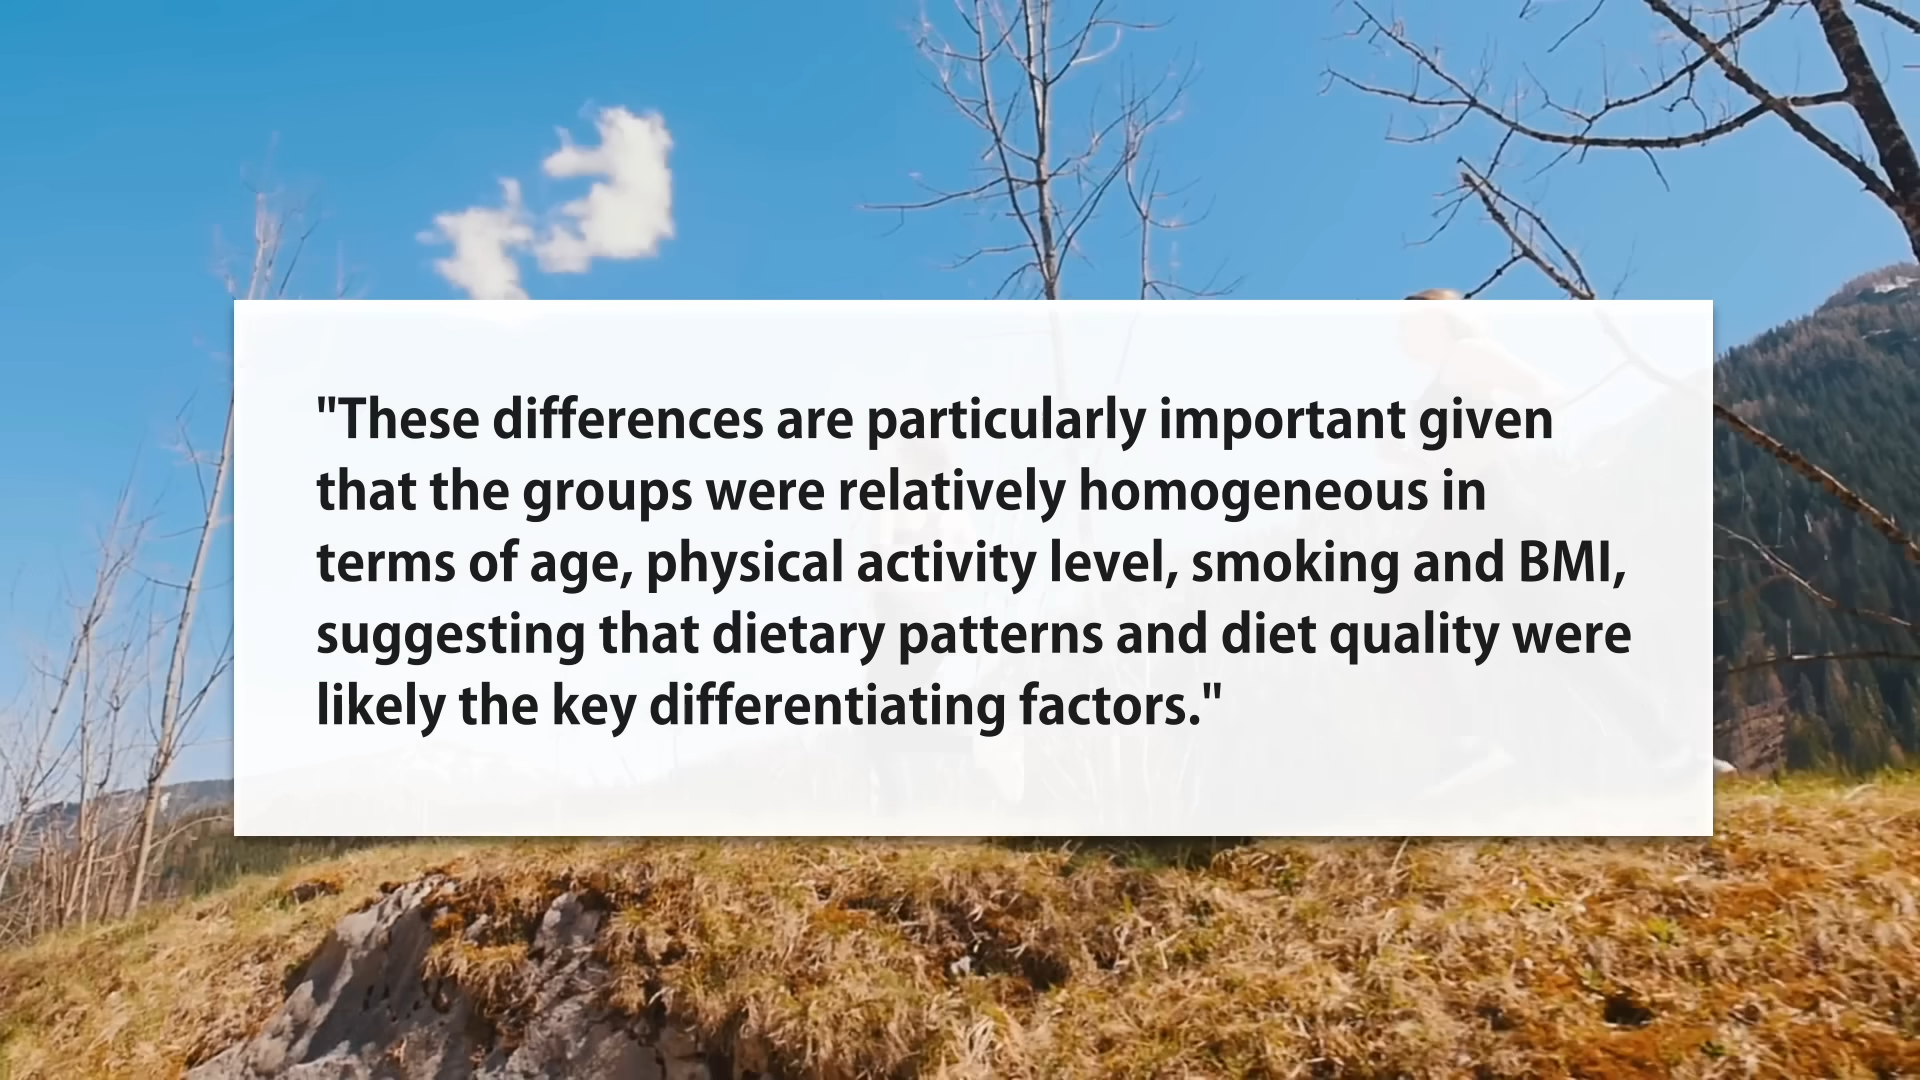 "These differences are particularly important given
that the groups were relatively homogeneous in
terms of age, physical activity level, smoking and BMI,
suggesting that dietary patterns and diet quality were
likely the key differentiating factors."